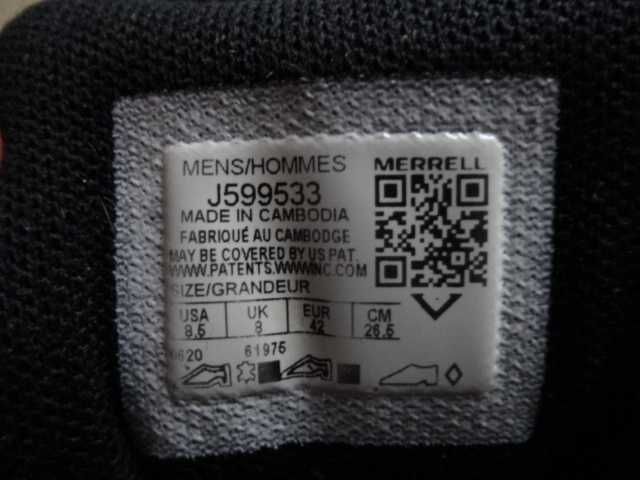 MENS/HOMMES
MERRELL
J599533
MADE IN CAMBODIA
FABRIQUÉ AU CAMBODGE
MAY BE COVERED BY US PAT.
WWW.PATENTS.WWWINC.COM
SIZE/GRANDEUR
USA UK EUR CM
8.5 8 42 26.5
0620 61975